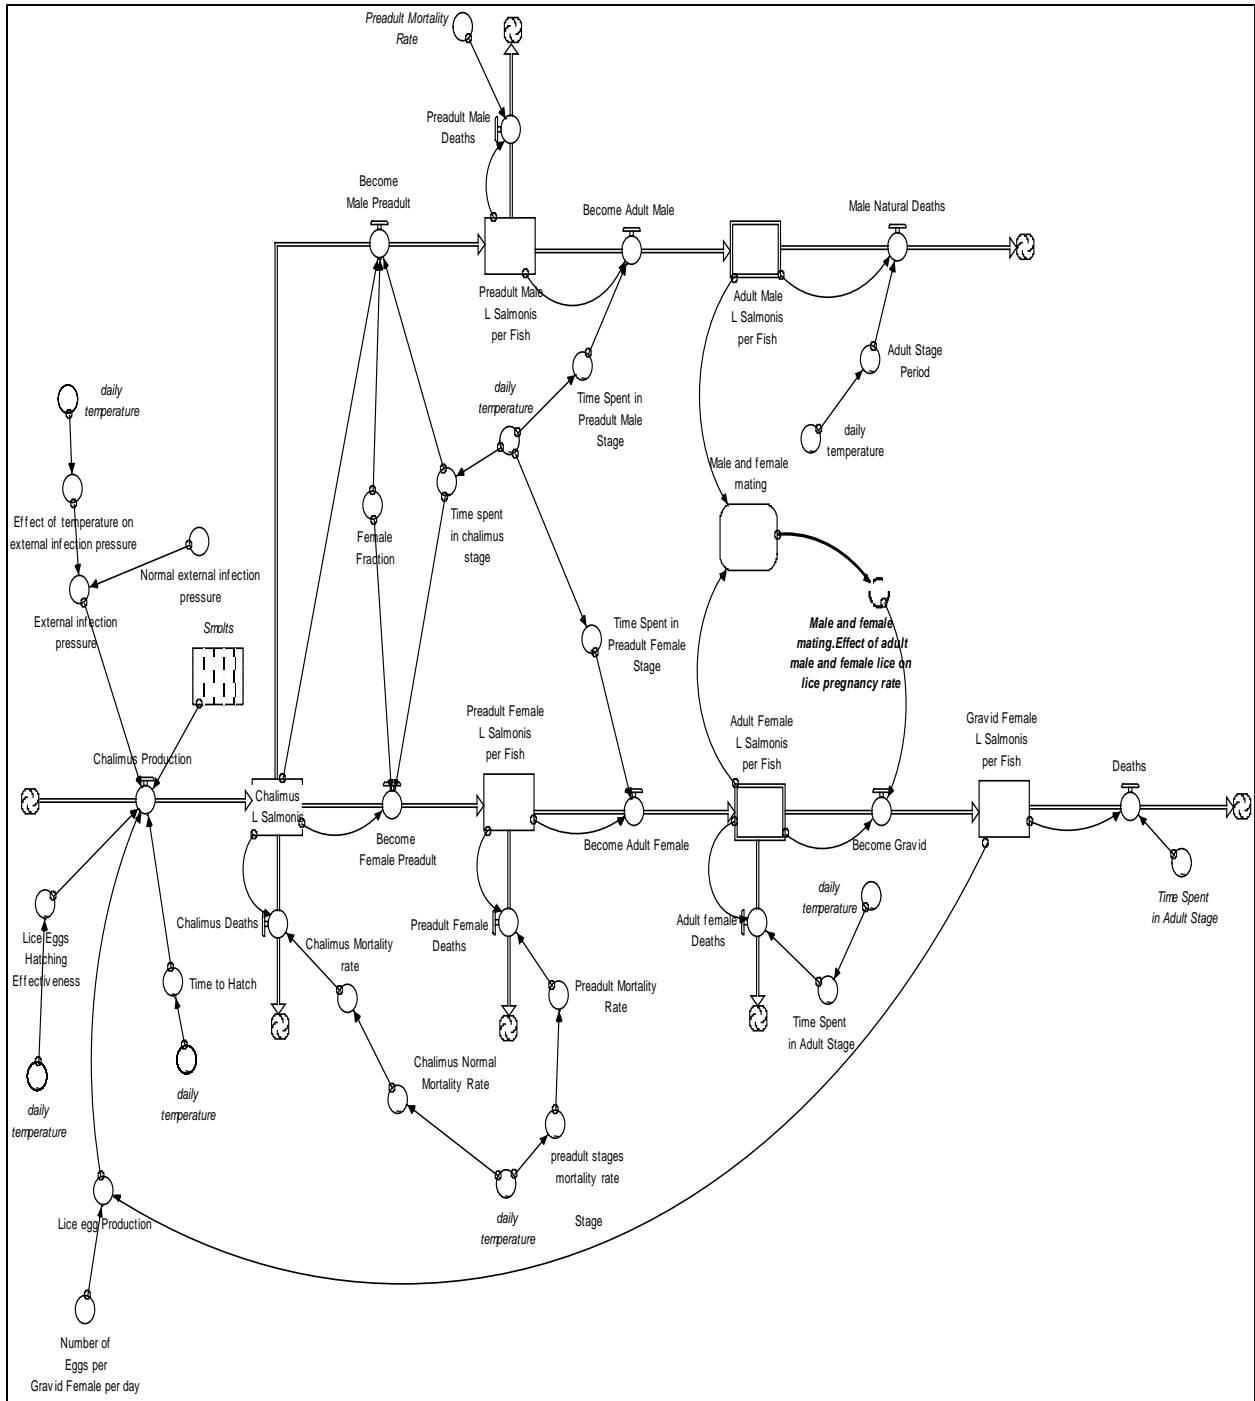 Preadult Mortality
Rate
Preadult Male
Deaths
Become
Male Preadult
Become Adult Male
Male Natural Deaths
Preadult Male
L Salmonis
per Fish
Adult Male
L Salmonis
per Fish
Adult Stage
Period
daily
temperature
daily
temperature
Time Spent in
Preadult Male
Stage
daily
temperature
Male and female
mating
Effect of temperature on
external infection pressure
Female
Fraction
Time spent
in chalimus
stage
Normal external infection
pressure
External infection
pressure
Smolts
Time Spent in
Preadult Female
Stage
Male and female
mating.Effect of adult
male and female lice on
lice pregnancy rate
Preadult Female
L Salmonis
per Fish
Adult Female
L Salmonis
per Fish
Gravid Female
L Salmonis
per Fish
Chalimus Production
Deaths
Chalimus
L Salmonis
Become
Female Preadult
Become Adult Female
Become Gravid
Time Spent
in Adult Stage
daily
temperature
Lice Eggs
Hatching
Effectiveness
Time to Hatch
Chalimus Deaths
Chalimus Mortality
rate
Preadult Female
Deaths
Preadult Mortality
Rate
Adult female
Deaths
Time Spent
in Adult Stage
Chalimus Normal
Mortality Rate
daily
temperature
daily
temperature
preadult stages
mortality rate
daily
temperature
Stage
Lice egg Production
Number of
Eggs per
Gravid Female per day